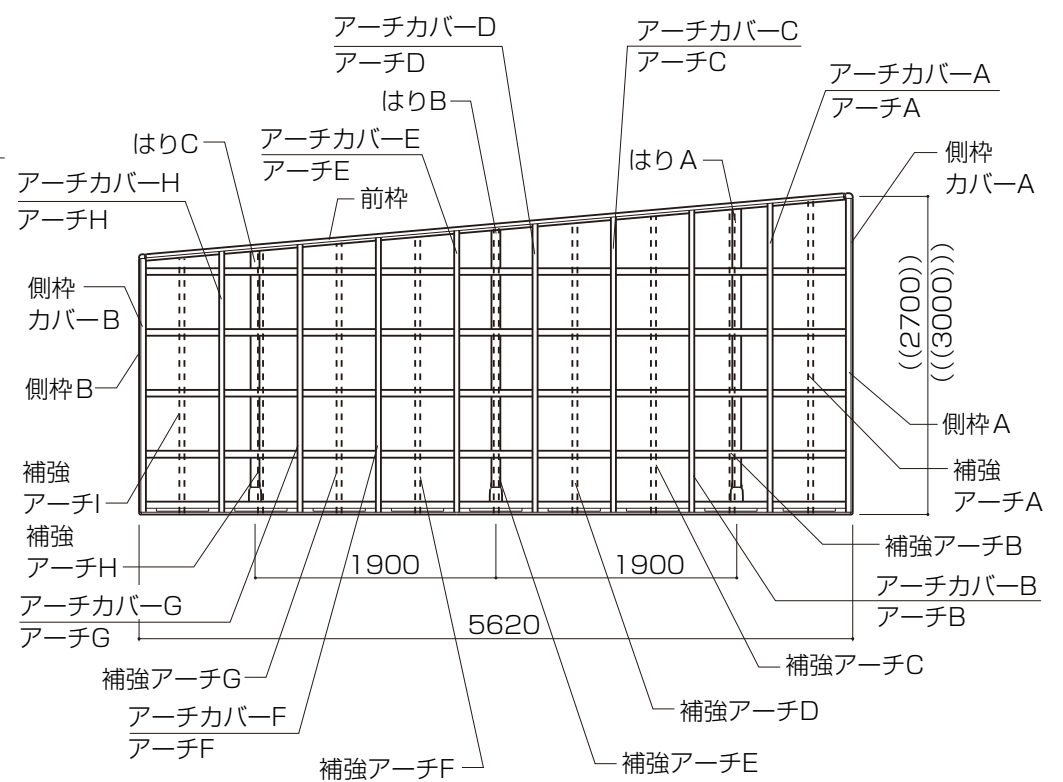 アーチカバーD
アーチD
アーチカバーC
アーチC
アーチカバーA
アーチA
はりB
はりC
アーチカバーE
アーチE
はりA
側枠
カバーA
アーチカバーH
アーチH
前枠
側枠
カバーB
((2700))
(((3000)))
側枠B
側枠A
補強
アーチI
補強
アーチA
補強
アーチH
補強アーチB
1900
1900
アーチカバーB
アーチB
アーチカバーG
アーチG
5620
補強アーチG
補強アーチC
アーチカバーF
アーチF
補強アーチD
補強アーチF
補強アーチE